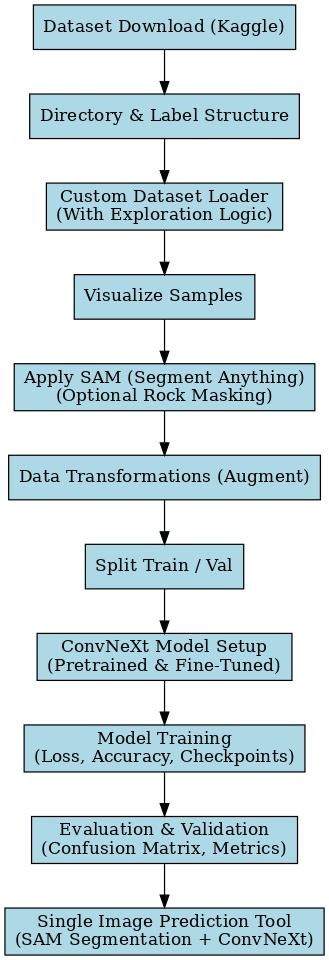 Dataset Download (Kaggle)
Directory & Label Structure
Custom Dataset Loader
(With Exploration Logic)
Visualize Samples
Apply SAM (Segment Anything)
(Optional Rock Masking)
Data Transformations (Augment)
Split Train / Val
ConvNeXt Model Setup
(Pretrained & Fine-Tuned)
Model Training
(Loss, Accuracy, Checkpoints)
Evaluation & Validation
(Confusion Matrix, Metrics)
Single Image Prediction Tool
(SAM Segmentation + ConvNeXt)